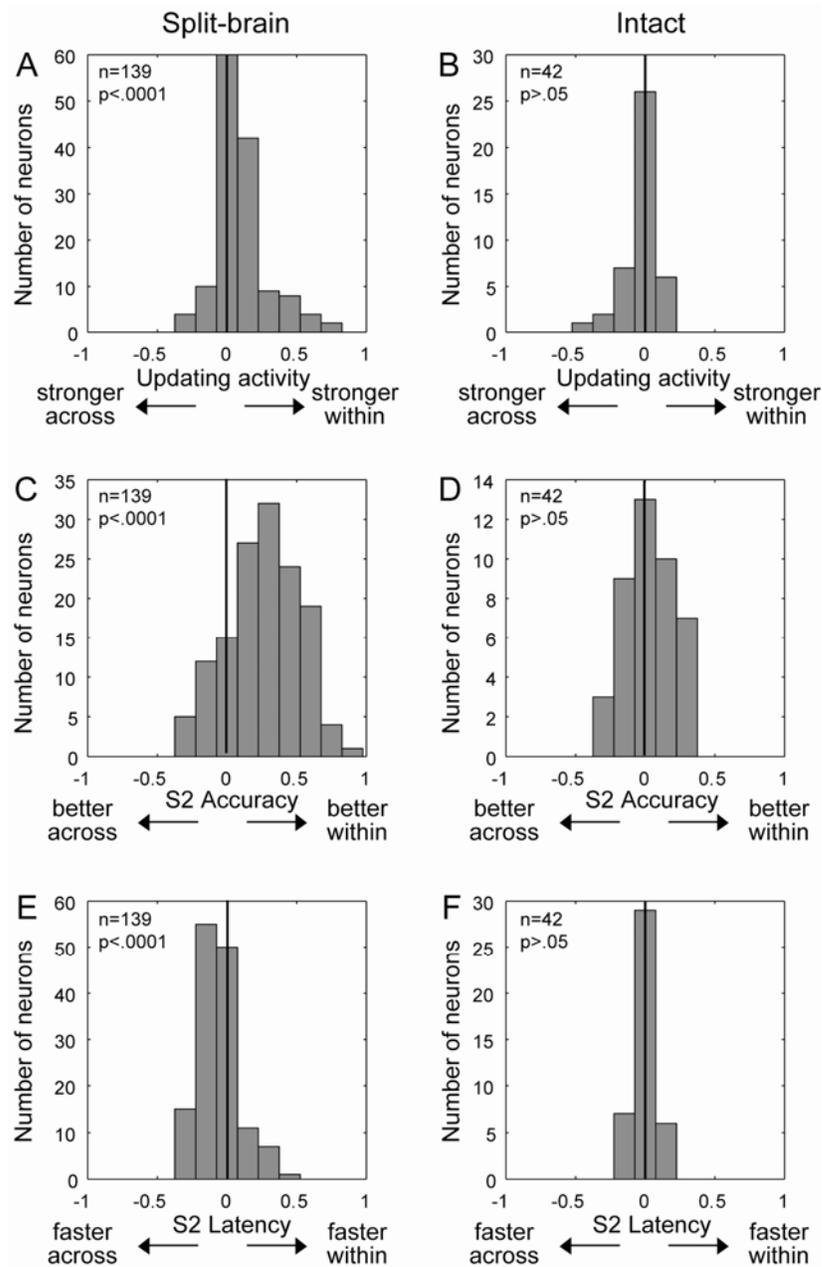 Split-brain
Intact
A
n=139
p<.0001
Number of neurons
60
50
40
30
20
10
0
-1 -0.5 0 0.5 1
Updating activity
stronger across
stronger within
B
n=42
p>.05
Number of neurons
30
25
20
15
10
5
0
-1 -0.5 0 0.5 1
Updating activity
stronger across
stronger within
C
n=139
p<.0001
Number of neurons
35
30
25
20
15
10
5
0
-1 -0.5 0 0.5 1
S2 Accuracy
better across
better within
D
n=42
p>.05
Number of neurons
14
12
10
8
6
4
2
0
-1 -0.5 0 0.5 1
S2 Accuracy
better across
better within
E
n=139
p<.0001
Number of neurons
60
50
40
30
20
10
0
-1 -0.5 0 0.5 1
S2 Latency
faster across
faster within
F
n=42
p>.05
Number of neurons
30
25
20
15
10
5
0
-1 -0.5 0 0.5 1
S2 Latency
faster across
faster within